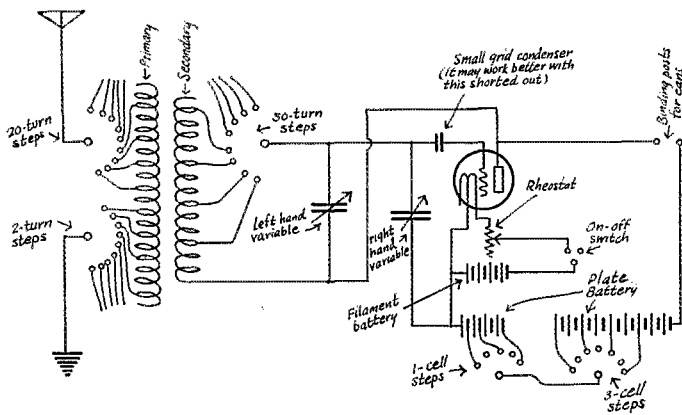 Primary
Secondary
20-turn
steps
2-turn
steps
30-turn
steps
Small grid condenser
(it may work better with
this shorted out)
Binding posts
for cans
left hand
variable
right
hand
variable
Rheostat
On-off
switch
Filament
battery
Plate
Battery
1-cell
steps
3-cell
steps